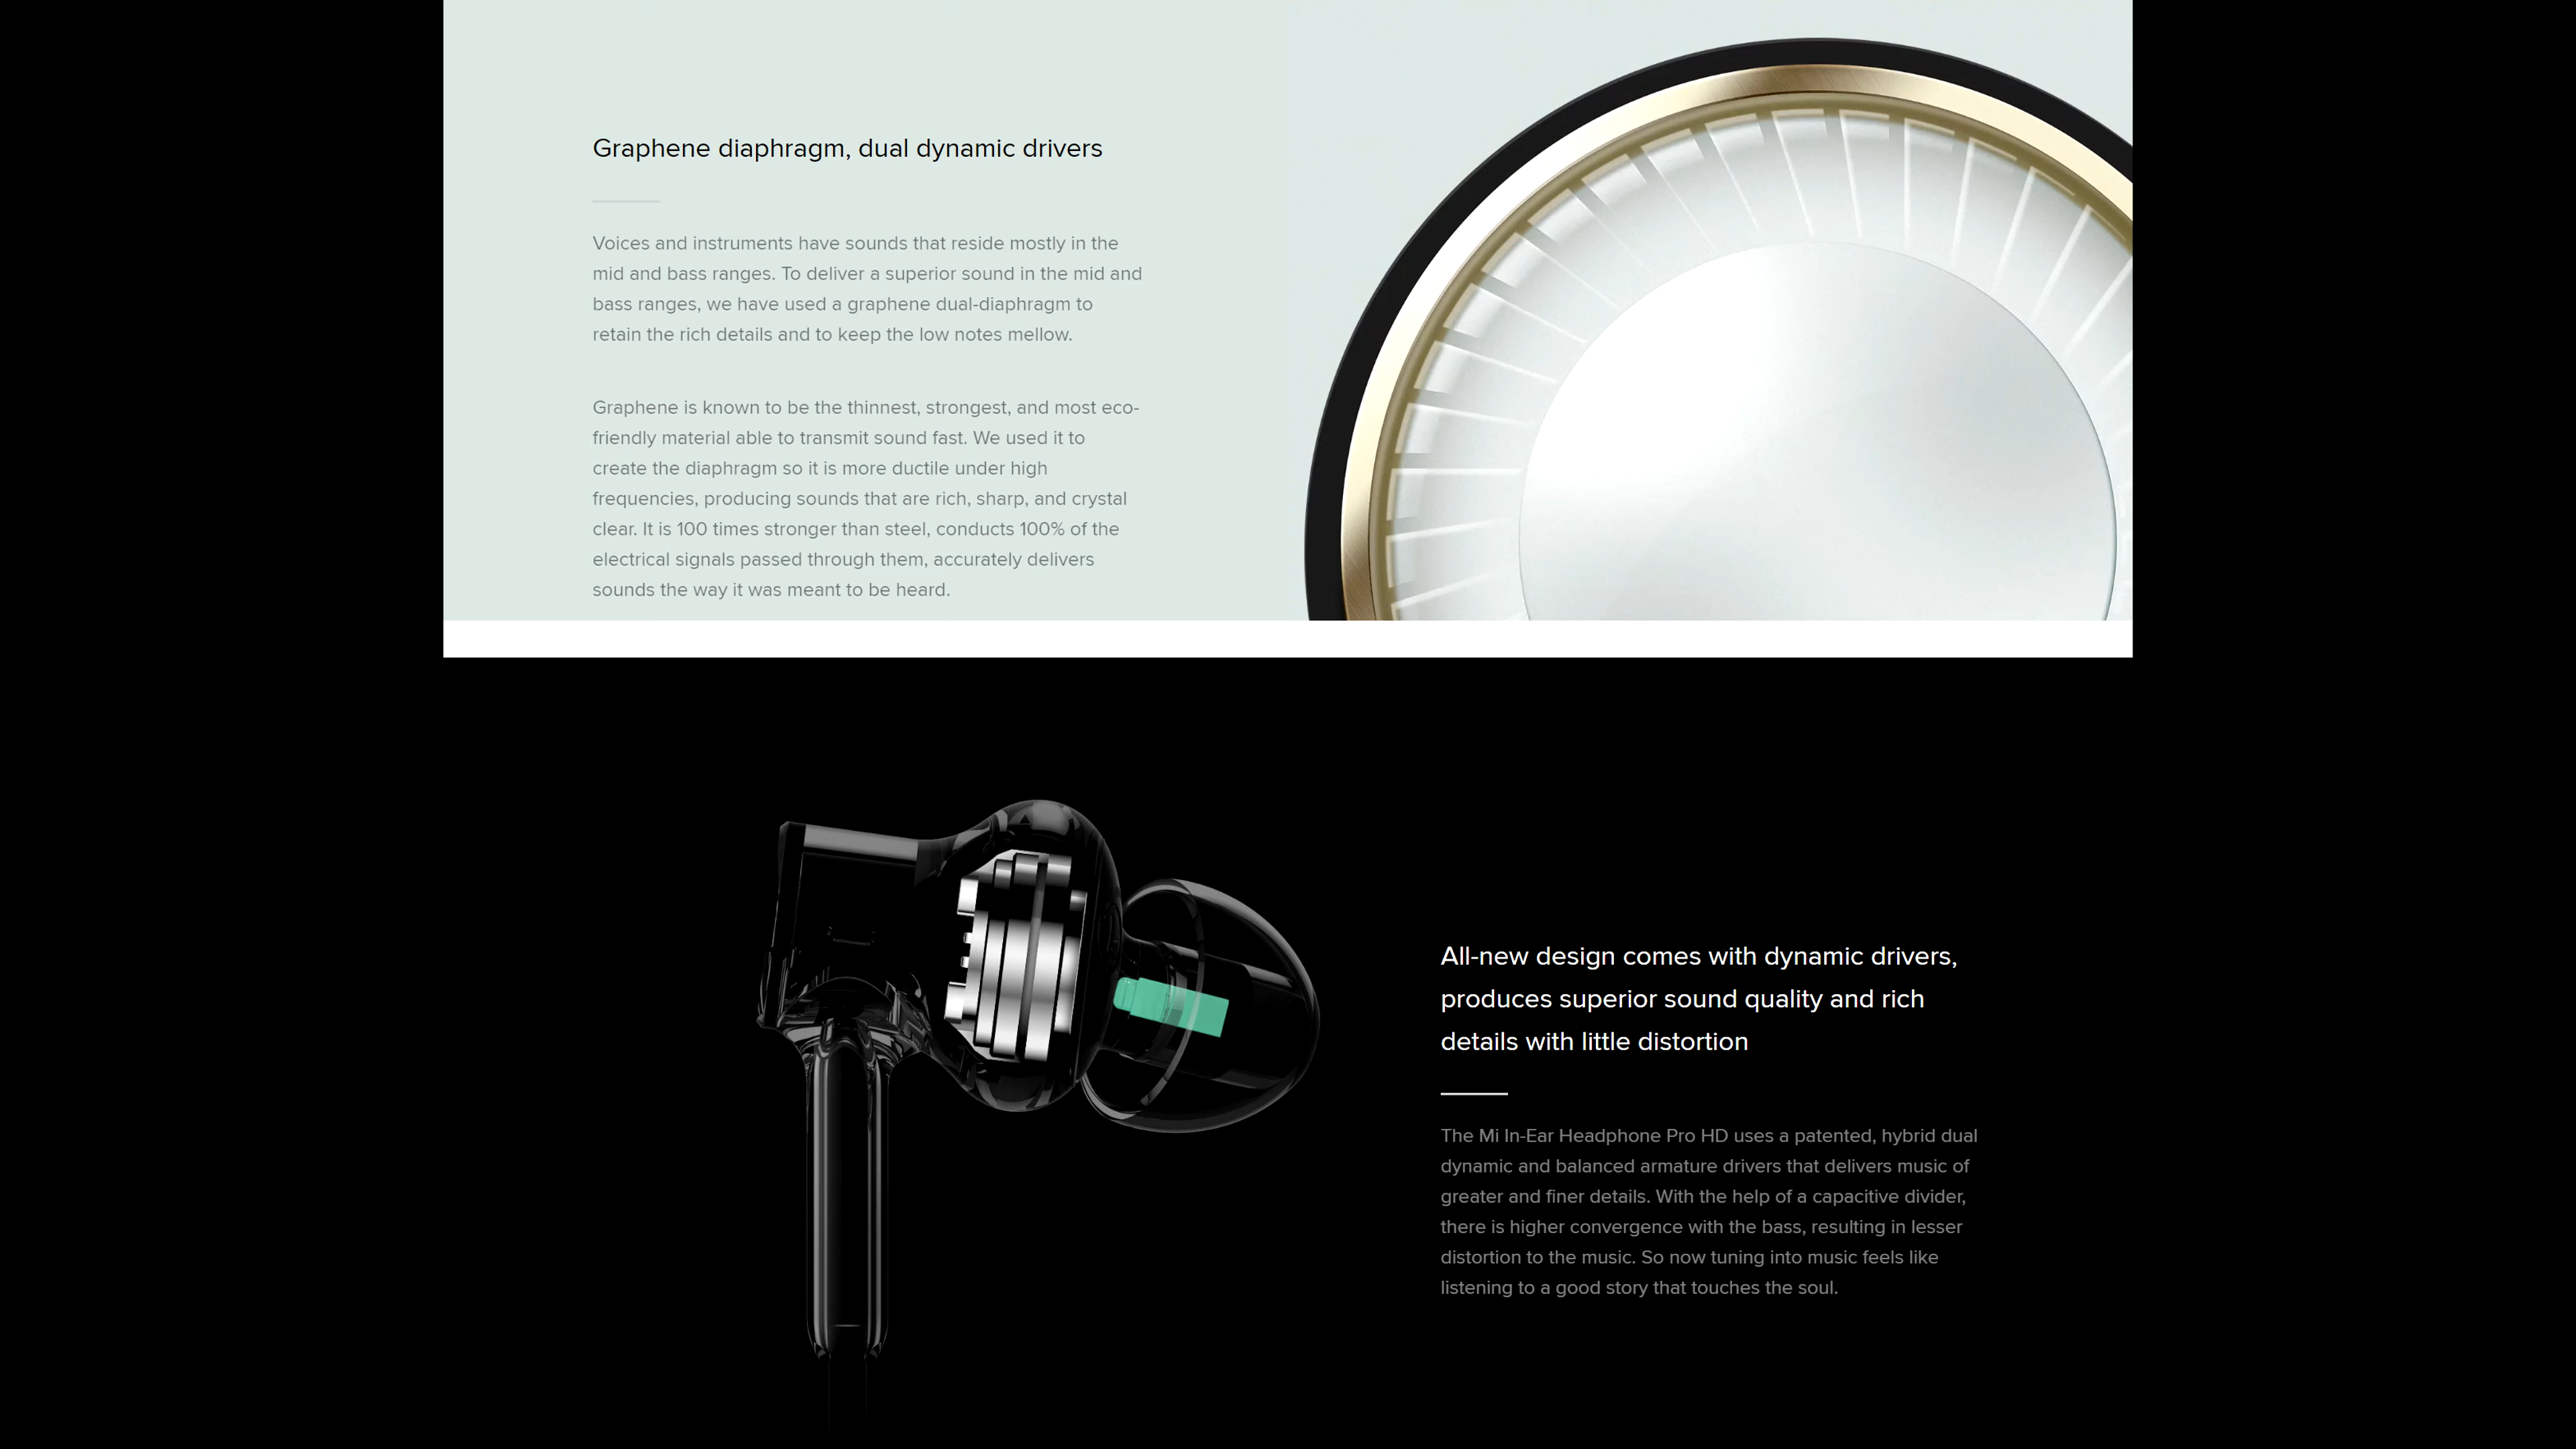 Graphene diaphragm, dual dynamic drivers
Voices and instruments have sounds that reside mostly in the
mid and bass ranges. To deliver a superior sound in the mid and
bass ranges, we have used a graphene dual-diaphragm to
retain the rich details and to keep the low notes mellow.
Graphene is known to be the thinnest, strongest, and most eco-
friendly material able to transmit sound fast. We used it to
create the diaphragm so it is more ductile under high
frequencies, producing sounds that are rich, sharp, and crystal
clear. It is 100 times stronger than steel, conducts 100% of the
electrical signals passed through them, accurately delivers
sounds the way it was meant to be heard.
All-new design comes with dynamic drivers,
produces superior sound quality and rich
details with little distortion
The Mi In-Ear Headphone Pro HD uses a patented, hybrid dual
dynamic and balanced armature drivers that delivers music of
greater and finer details. With the help of a capacitive divider,
there is higher convergence with the bass, resulting in lesser
distortion to the music. So now tuning into music feels like
listening to a good story that touches the soul.